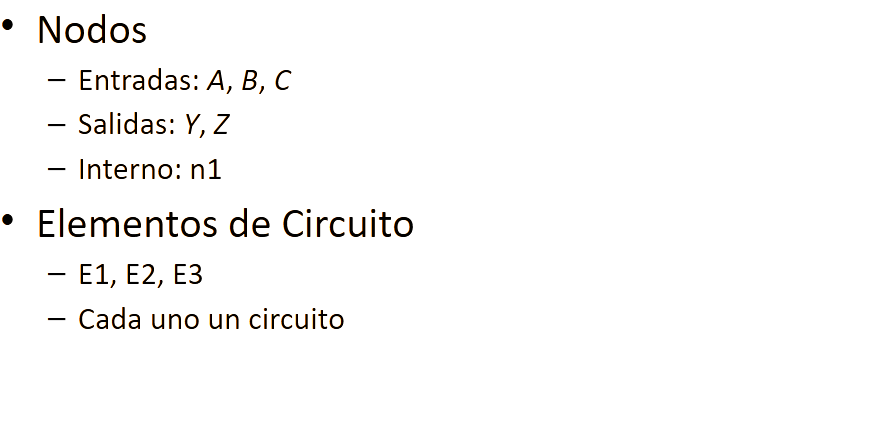 • Nodos
– Entradas: A, B, C
– Salidas: Y, Z
– Interno: n1
• Elementos de Circuito
– E1, E2, E3
– Cada uno un circuito